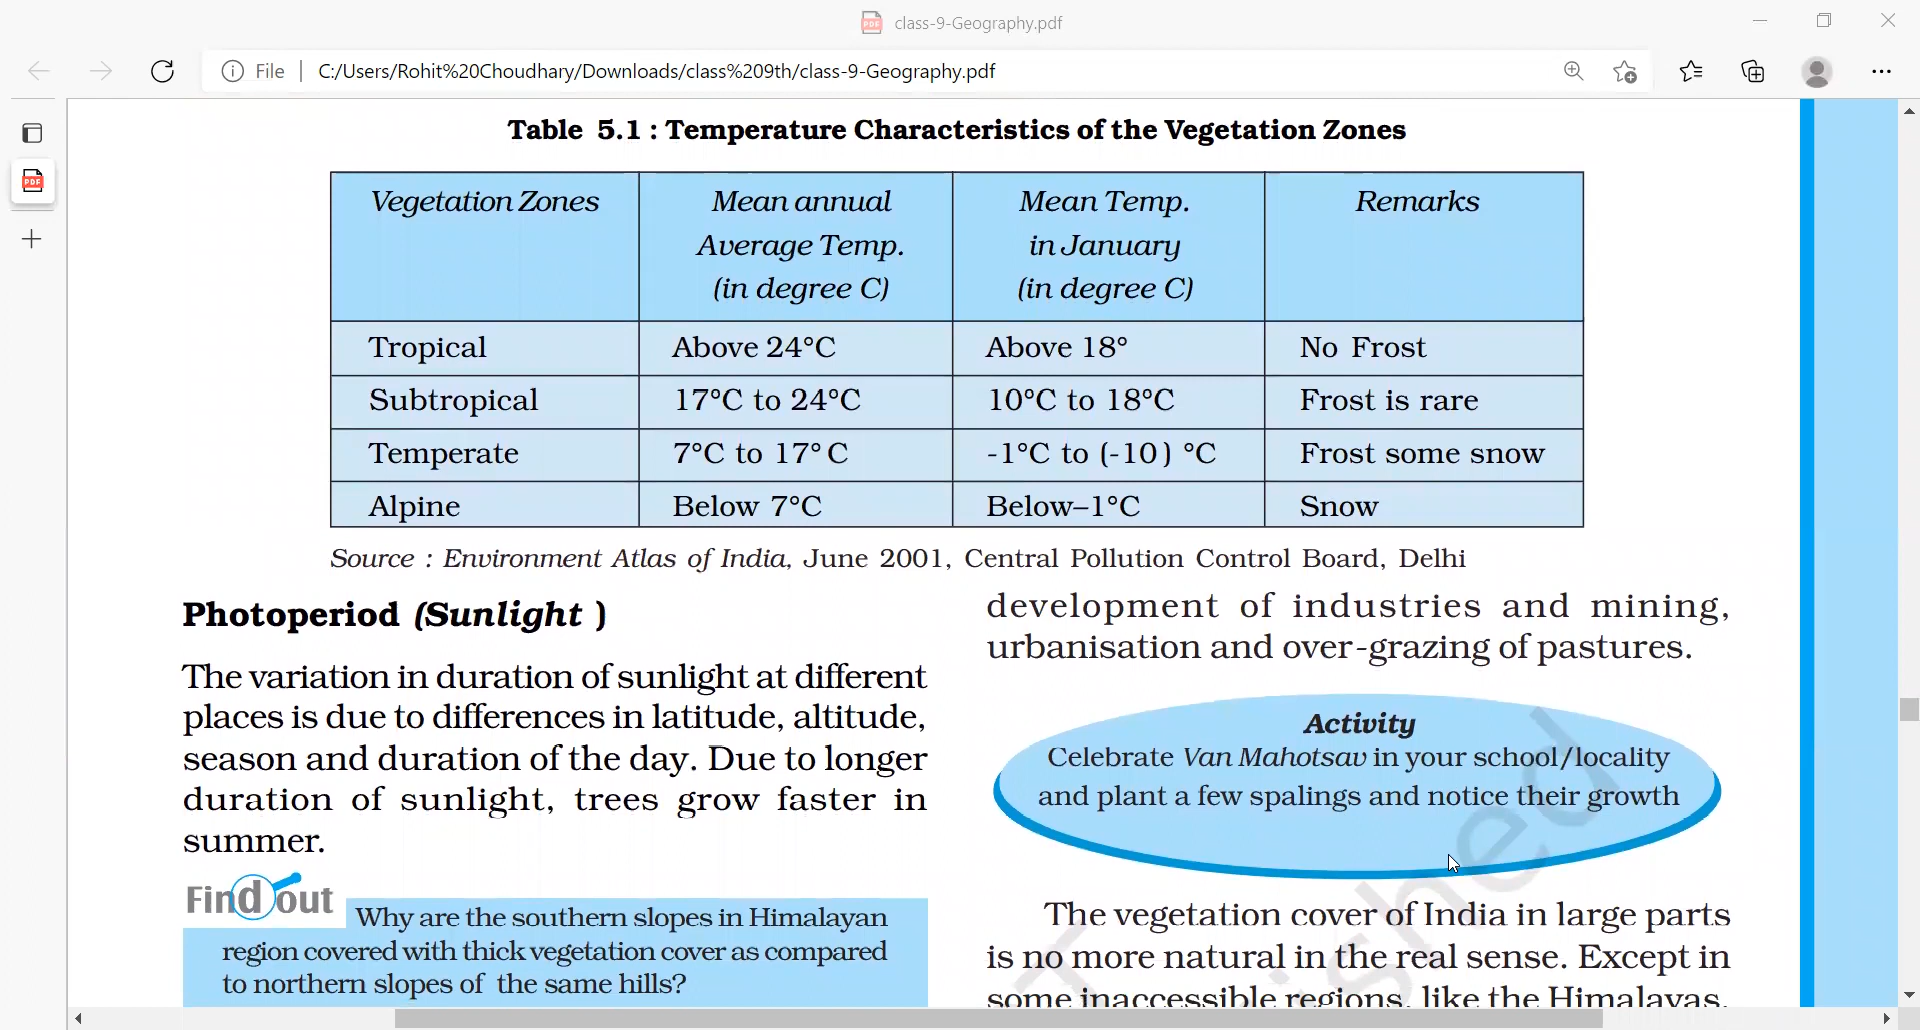 class-9-Geography.pdf
File | C:/Users/Rohit%20Choudhary/Downloads/class%209th/class-9-Geography.pdf
Table 5.1 : Temperature Characteristics of the Vegetation Zones
Vegetation Zones
Mean annual
Average Temp.
(in degree C)
Mean Temp.
in January
(in degree C)
Remarks
Tropical Above 24°C Above 18° No Frost
Subtropical 17°C to 24°C 10°C to 18°C Frost is rare
Temperate 7°C to 17° C -1°C to (-10) °C Frost some snow
Alpine Below 7°C Below–1°C Snow
Source : Environment Atlas of India, June 2001, Central Pollution Control Board, Delhi
Photoperiod (Sunlight )
The variation in duration of sunlight at different
places is due to differences in latitude, altitude,
season and duration of the day. Due to longer
duration of sunlight, trees grow faster in
summer.
Find out
Why are the southern slopes in Himalayan
region covered with thick vegetation cover as compared
to northern slopes of the same hills?
development of industries and mining,
urbanisation and over-grazing of pastures.
Activity
Celebrate Van Mahotsav in your school/locality
and plant a few spalings and notice their growth
The vegetation cover of India in large parts
is no more natural in the real sense. Except in
some inaccessible regions, like the Himalayas,